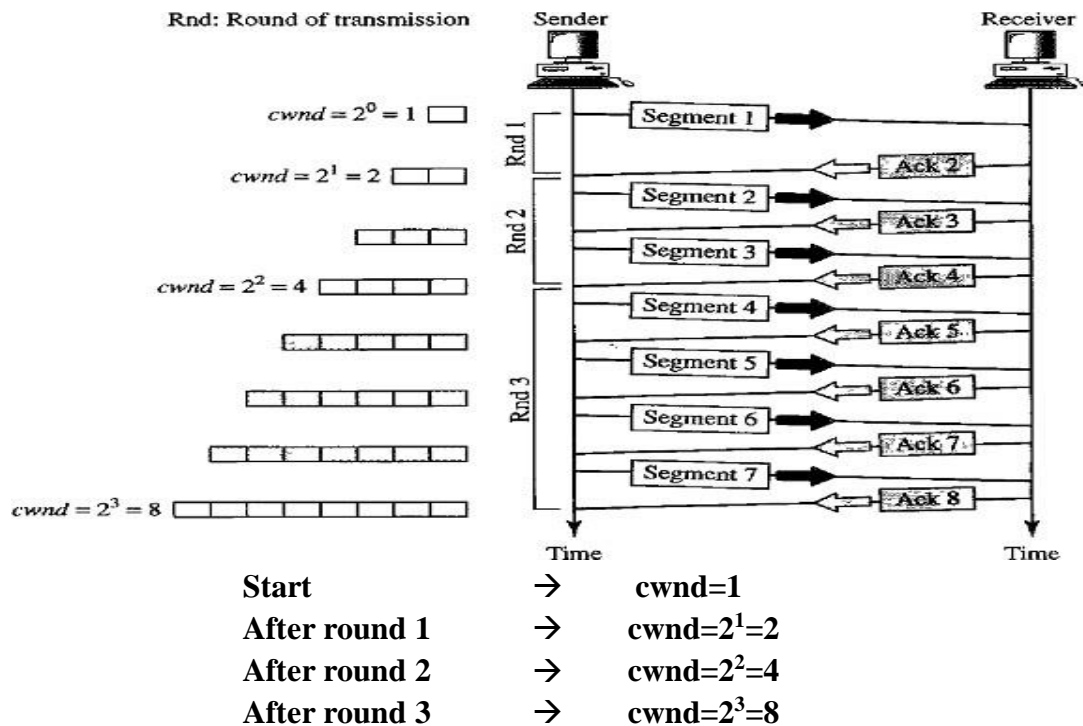 Rnd: Round of transmission
Sender
Receiver
cwnd = 2⁰ = 1
Rnd 1
Segment 1
Ack 2
cwnd = 2¹ = 2
Rnd 2
Segment 2
Ack 3
Segment 3
Ack 4
cwnd = 2² = 4
Rnd 3
Segment 4
Ack 5
Segment 5
Ack 6
Segment 6
Ack 7
Segment 7
Ack 8
cwnd = 2³ = 8
Time
Time
Start → cwnd=1
After round 1 → cwnd=2¹=2
After round 2 → cwnd=2²=4
After round 3 → cwnd=2³=8